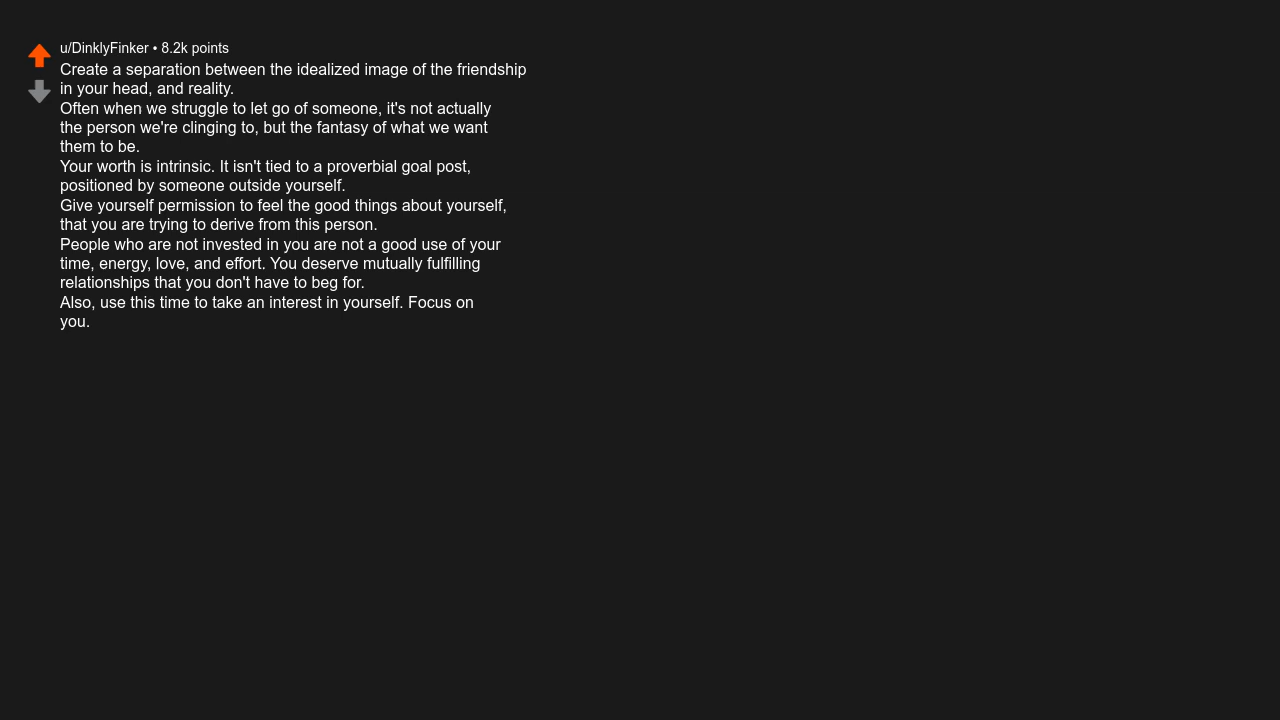 u/DinklyFinker • 8.2k points
Create a separation between the idealized image of the friendship
in your head, and reality.
Often when we struggle to let go of someone, it's not actually
the person we're clinging to, but the fantasy of what we want
them to be.
Your worth is intrinsic. It isn't tied to a proverbial goal post,
positioned by someone outside yourself.
Give yourself permission to feel the good things about yourself,
that you are trying to derive from this person.
People who are not invested in you are not a good use of your
time, energy, love, and effort. You deserve mutually fulfilling
relationships that you don't have to beg for.
Also, use this time to take an interest in yourself. Focus on
you.